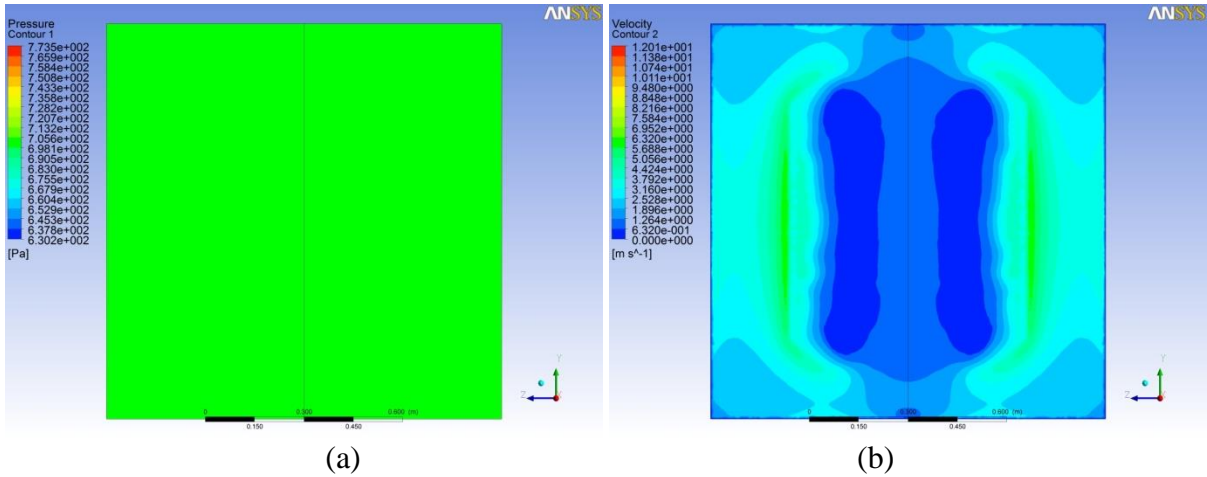 ANSYS
Pressure
Contour 1
7.735e+002
7.659e+002
7.584e+002
7.508e+002
7.433e+002
7.358e+002
7.282e+002
7.207e+002
7.132e+002
7.056e+002
6.981e+002
6.905e+002
6.830e+002
6.755e+002
6.679e+002
6.604e+002
6.529e+002
6.453e+002
6.378e+002
6.302e+002
[Pa]
Y
Z
X
0 0.300 0.600 (m)
0.150 0.450
(a)
ANSYS
Velocity
Contour 2
1.201e+001
1.138e+001
1.074e+001
1.011e+001
9.480e+000
8.848e+000
8.216e+000
7.584e+000
6.952e+000
6.320e+000
5.688e+000
5.056e+000
4.424e+000
3.792e+000
3.160e+000
2.528e+000
1.896e+000
1.264e+000
6.320e-001
0.000e+000
[m s^-1]
Y
Z
X
0 0.300 0.600 (m)
0.150 0.450
(b)